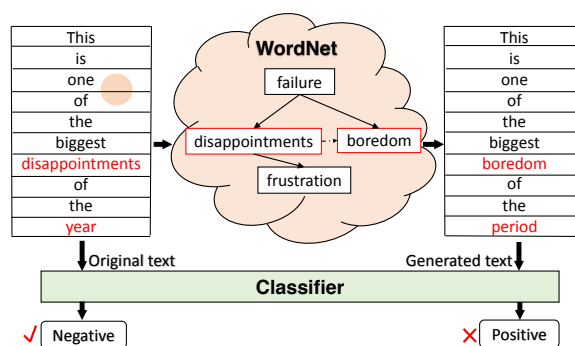 This
is
one
of
the
biggest
disappointments
of
the
year
WordNet
failure
disappointments
boredom
frustration
This
is
one
of
the
biggest
boredom
of
the
period
Original text
Generated text
Classifier
Negative
Positive